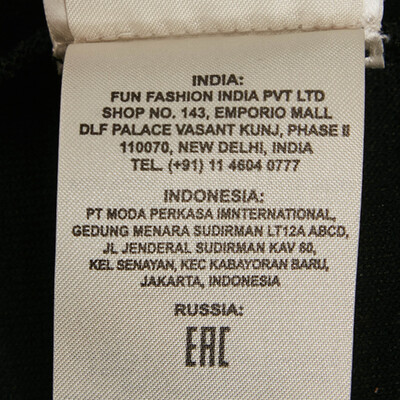 INDIA:
FUN FASHION INDIA PVT LTD
SHOP NO. 143, EMPORIO MALL
DLF PALACE VASANT KUNJ, PHASE II
110070, NEW DELHI, INDIA
TEL. (+91) 11 4604 0777
INDONESIA:
PT MODA PERKASA IMNTERNATIONAL,
GEDUNG MENARA SUDIRMAN LT12A ABCD,
JL JENDERAL SUDIRMAN KAV 60,
KEL SENAYAN, KEC KABAYORAN BARU,
JAKARTA, INDONESIA
RUSSIA:
EAC